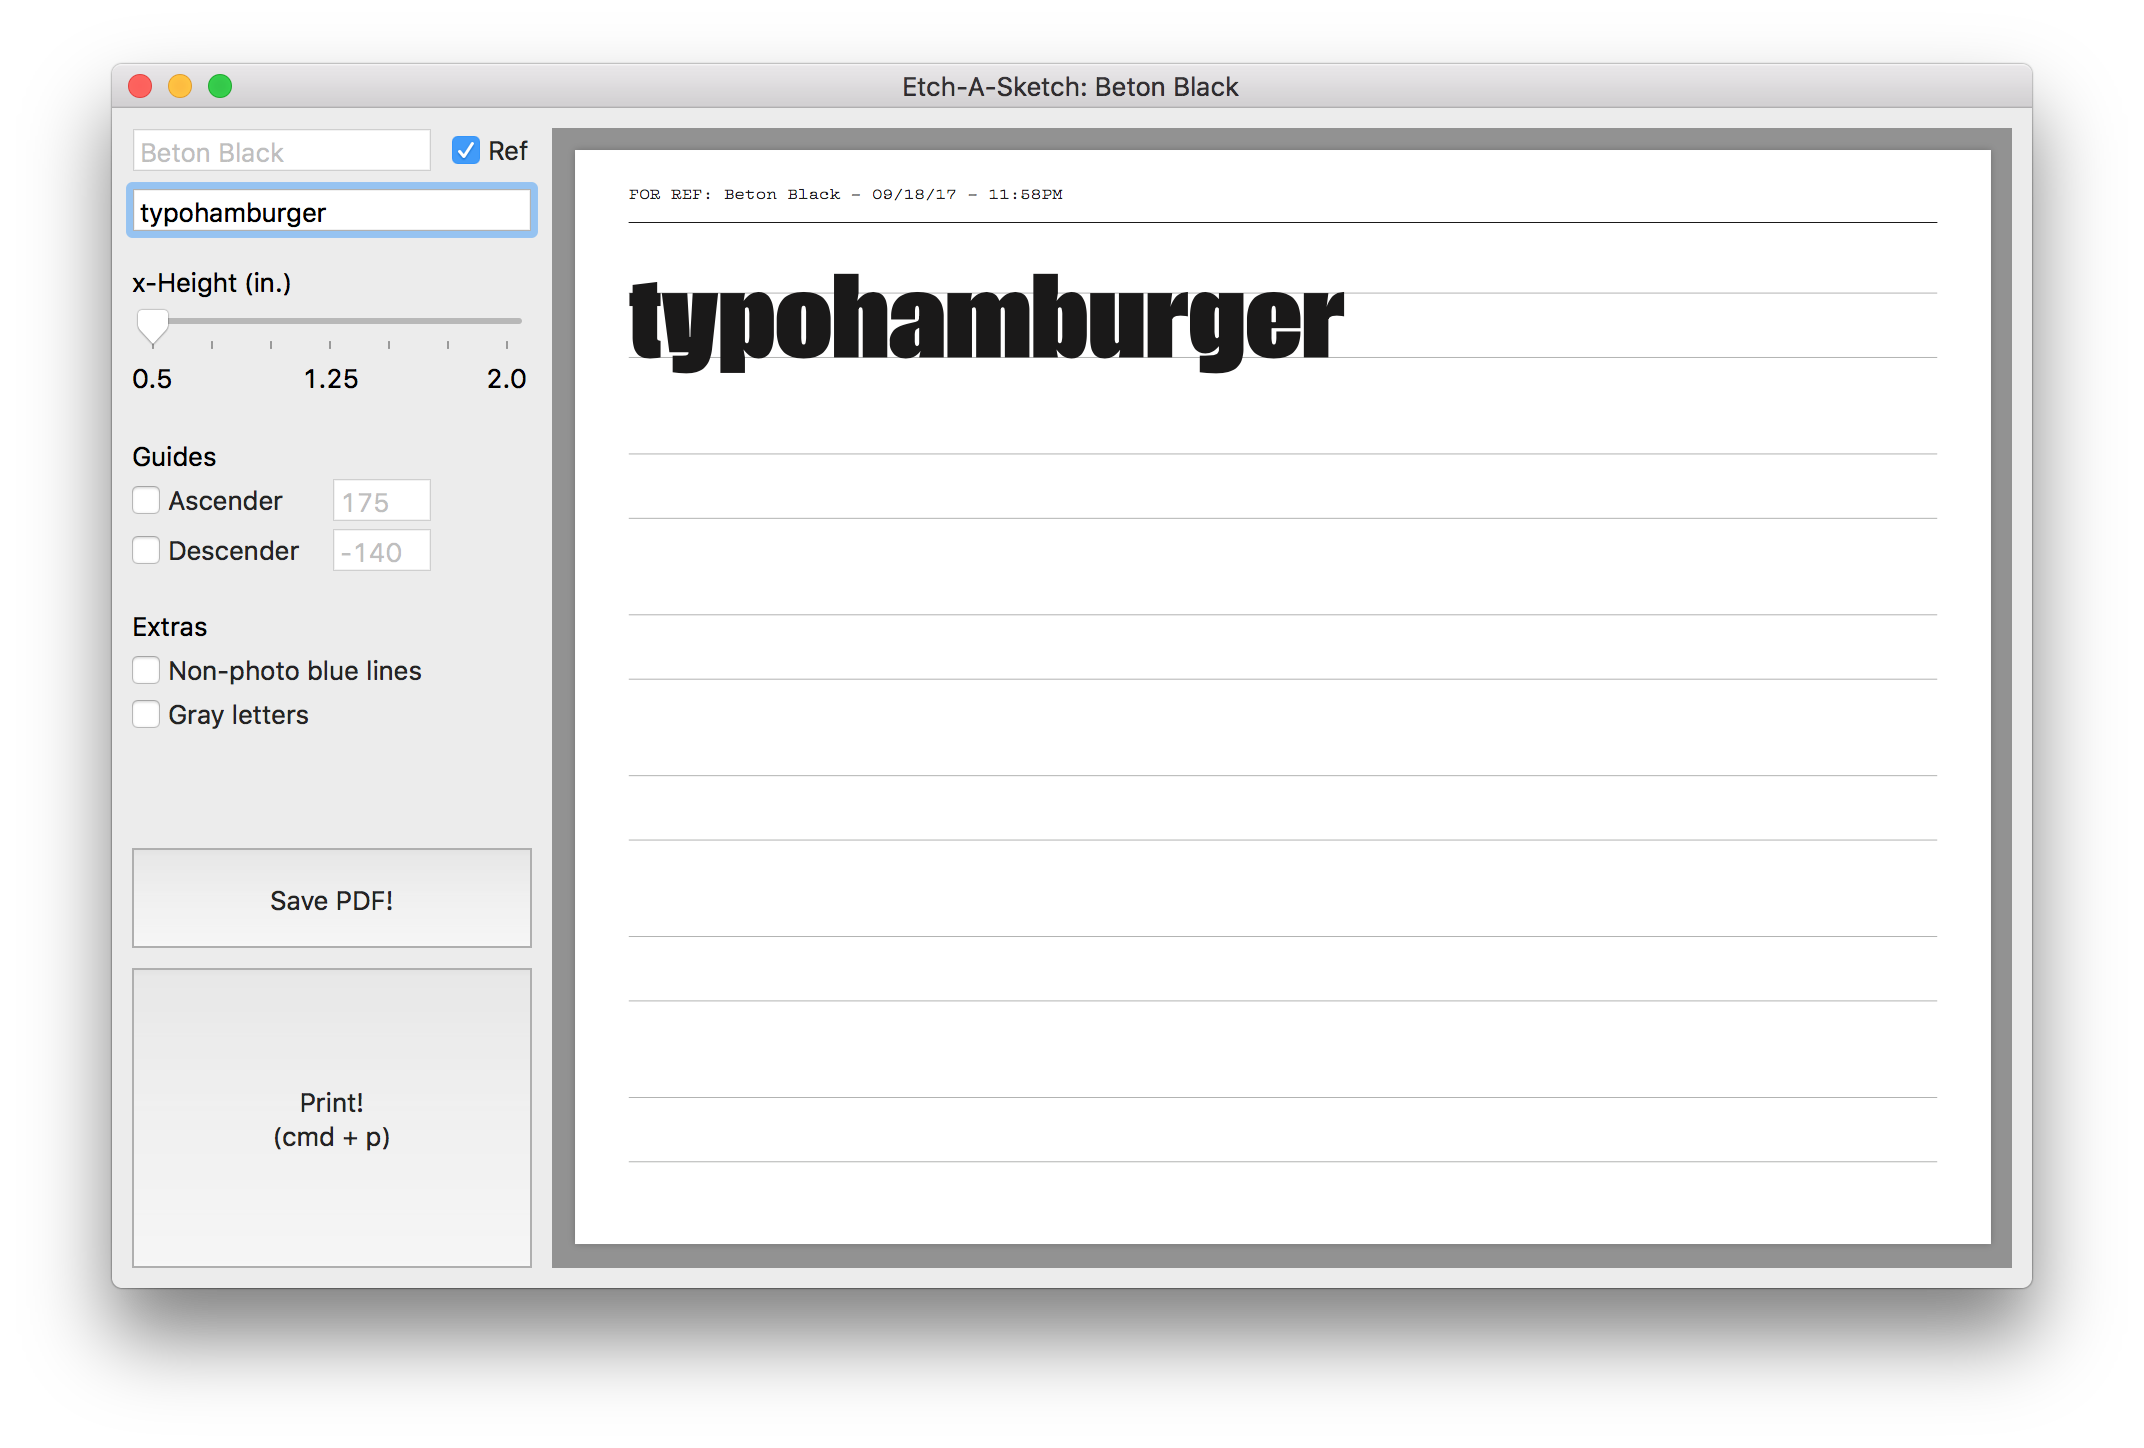 Etch-A-Sketch: Beton Black
Beton Black
Ref
typohamburger
x-Height (in.)
0.5 1.25 2.0
Guides
Ascender 175
Descender -140
Extras
Non-photo blue lines
Gray letters
Save PDF!
Print!
(cmd + p)
FOR REF: Beton Black - 09/18/17 - 11:58PM
typohamburger